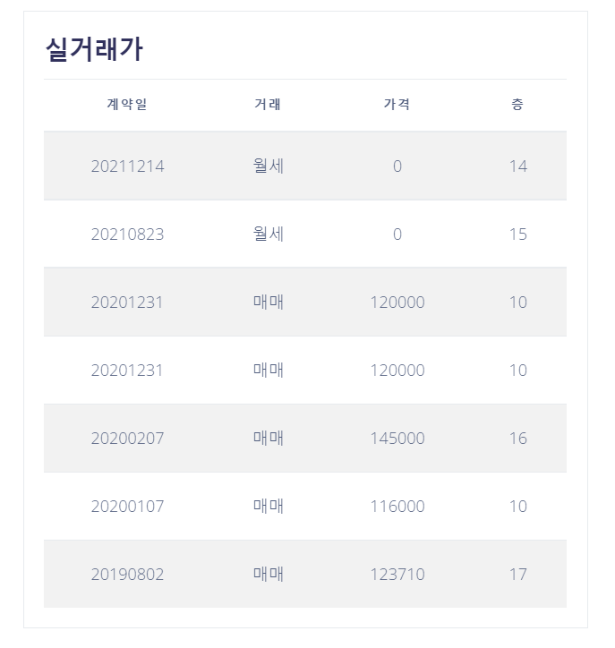 실거래가
계약일 거래 가격 층
20211214 월세 0 14
20210823 월세 0 15
20201231 매매 120000 10
20201231 매매 120000 10
20200207 매매 145000 16
20200107 매매 116000 10
20190802 매매 123710 17